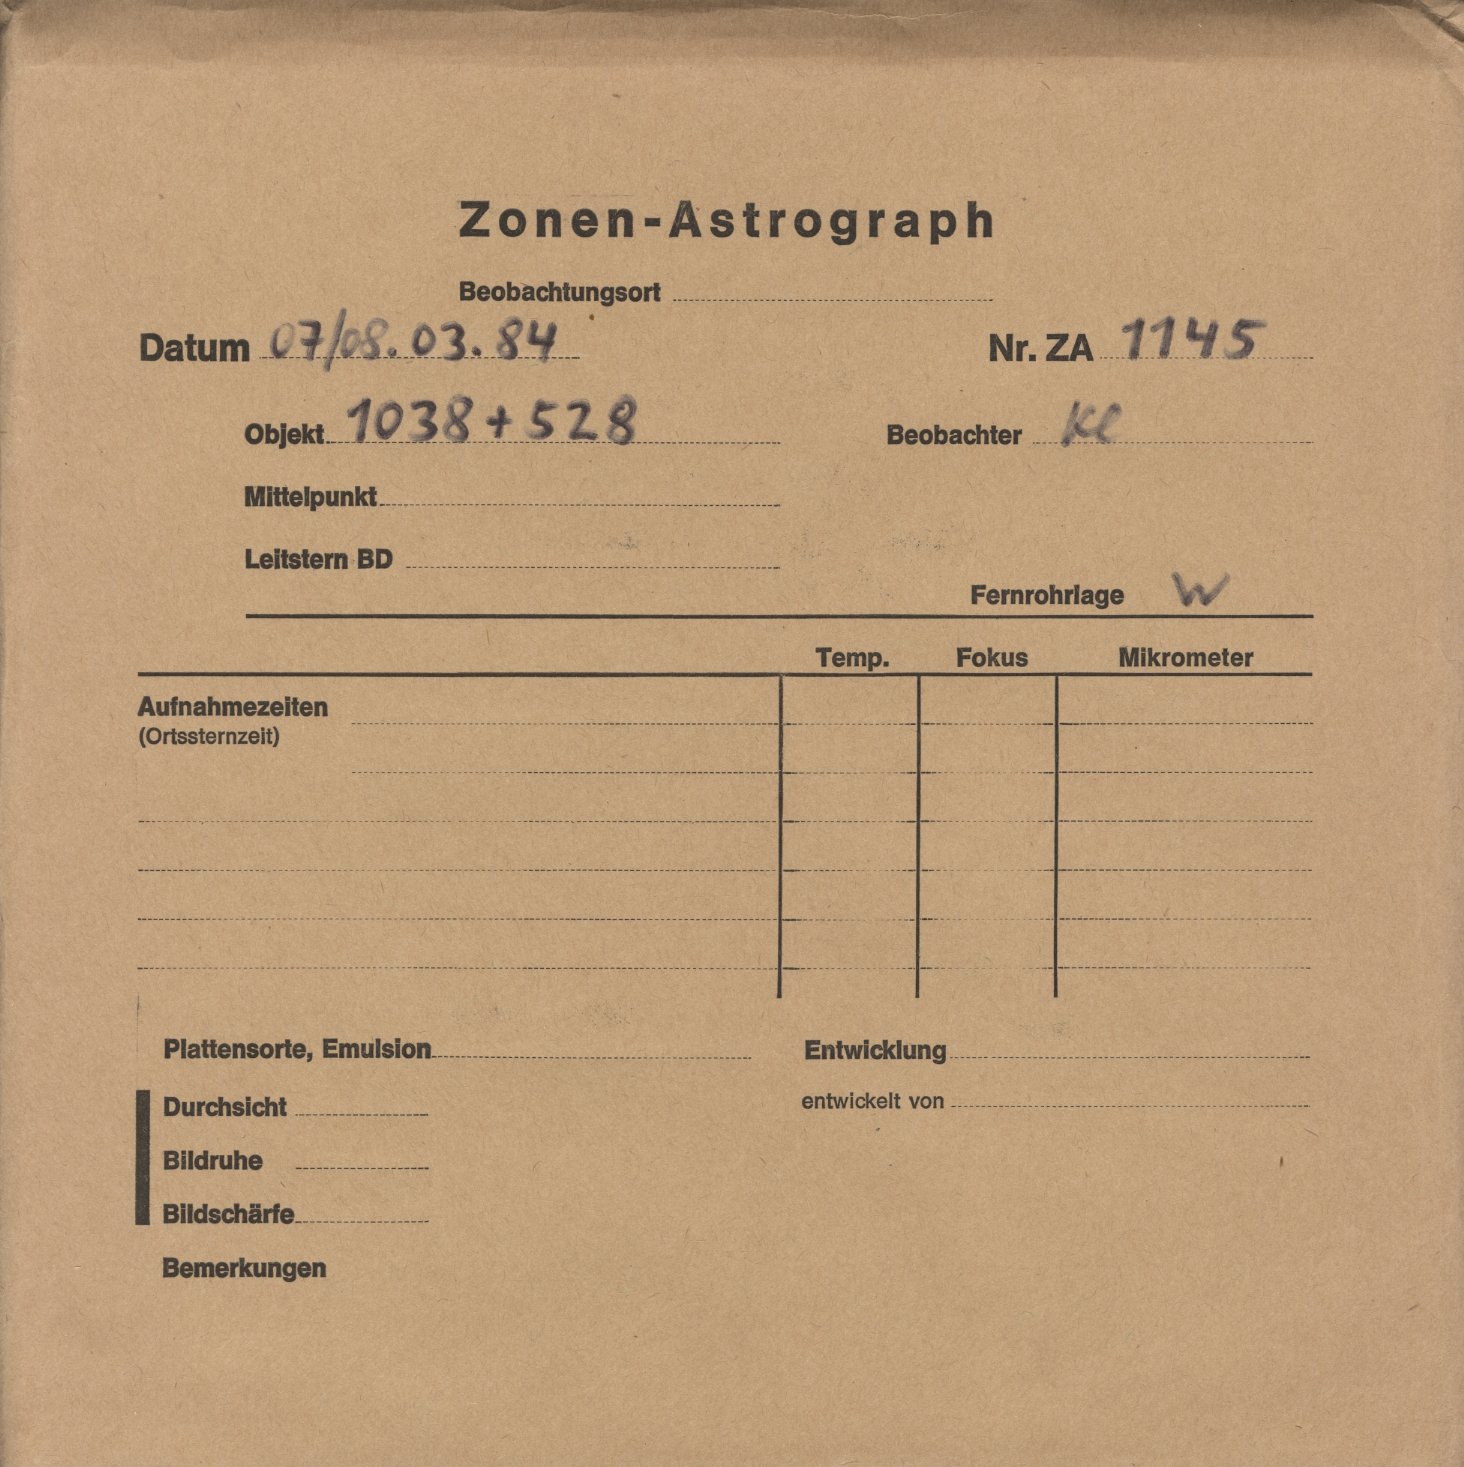 Zonen-Astrograph
Beobachtungsort
Datum 07/08.03.84 Nr. ZA 1145
Objekt 1038+528 Beobachter Kl
Mittelpunkt
Leitstern BD
Fernrohrlage W
Temp. Fokus Mikrometer
Aufnahmezeiten
(Ortssternzeit)
Plattensorte, Emulsion Entwicklung
Durchsicht entwickelt von
Bildruhe
Bildschärfe
Bemerkungen